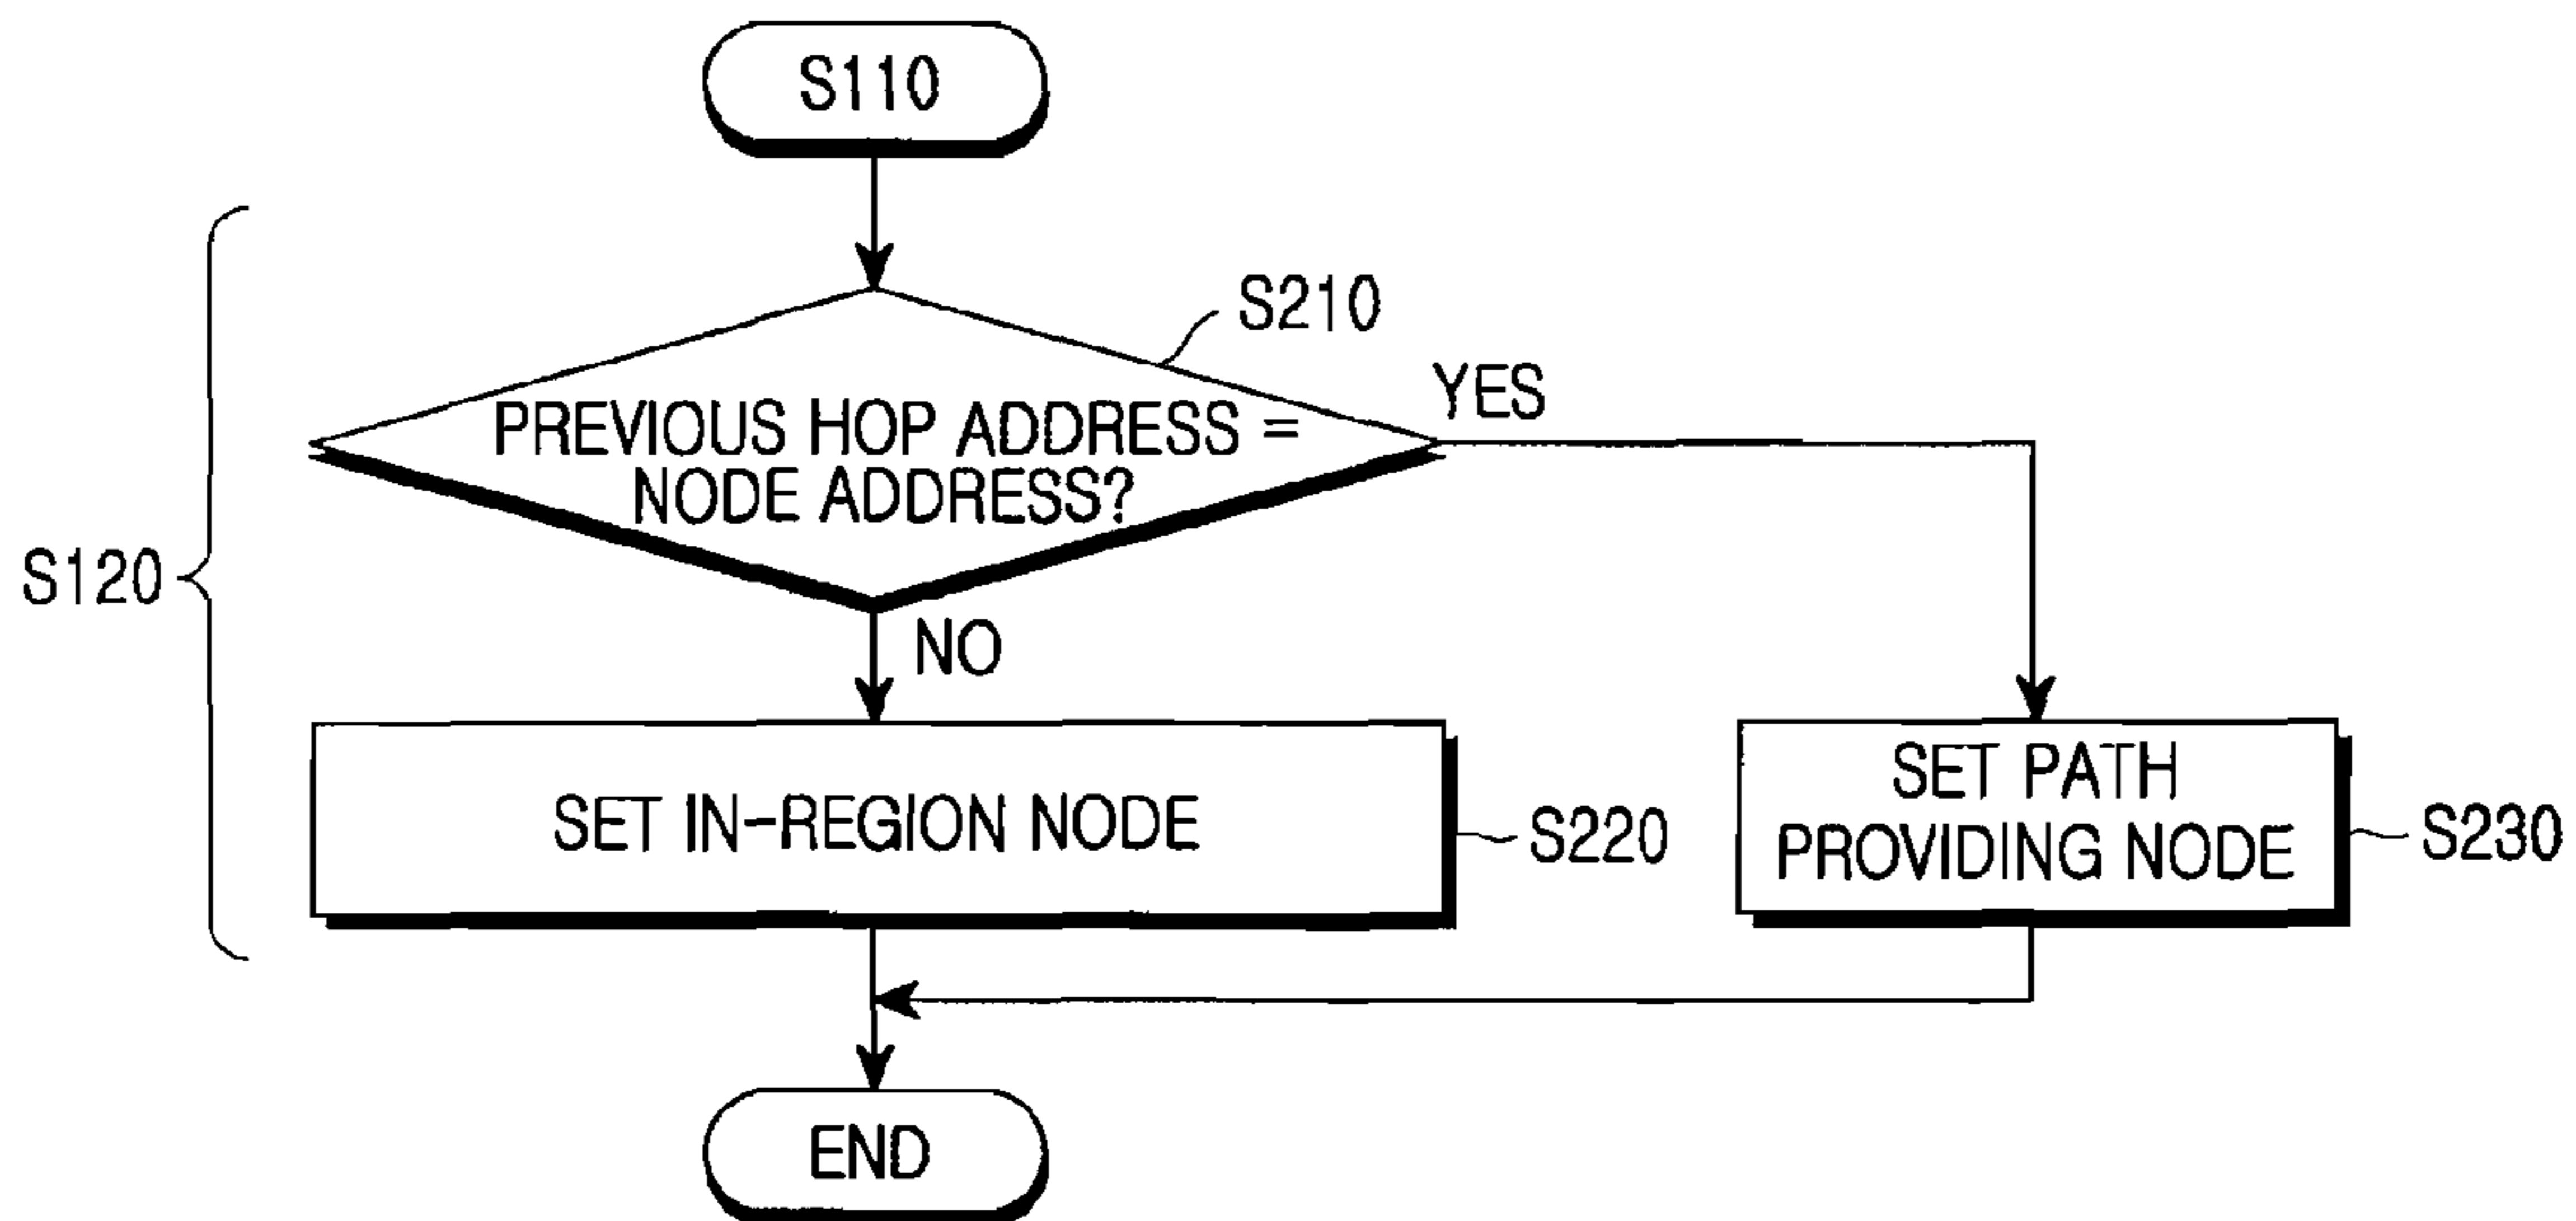 S110
S210
YES
PREVIOUS HOP ADDRESS =
NODE ADDRESS?
S120
NO
SET IN-REGION NODE
S220
SET PATH
PROVIDING NODE
S230
END